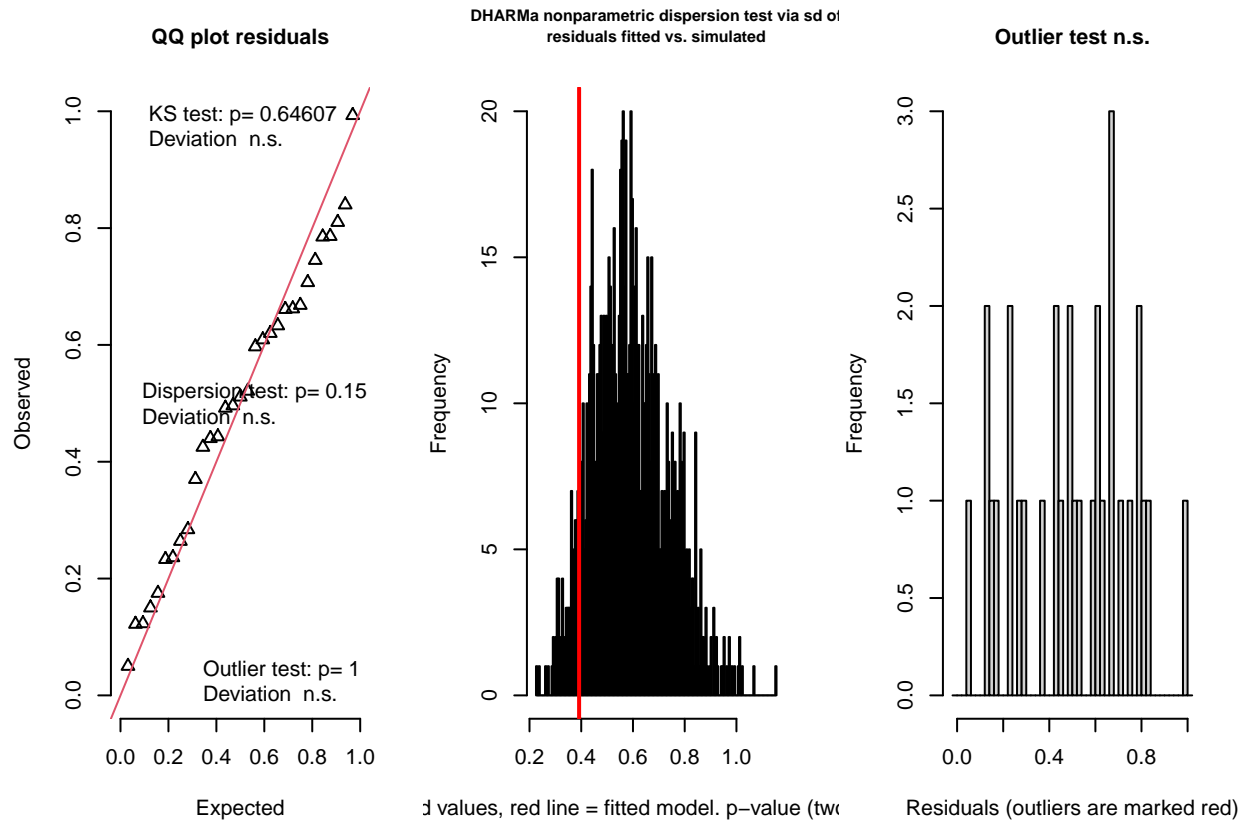 QQ plot residuals
KS test: p= 0.64607
Deviation n.s.
Dispersion test: p= 0.15
Deviation n.s.
Outlier test: p= 1
Deviation n.s.
Observed
0.0 0.2 0.4 0.6 0.8 1.0
0.0 0.2 0.4 0.6 0.8 1.0
Expected
DHARMa nonparametric dispersion test via sd of
residuals fitted vs. simulated
Frequency
0 5 10 15 20
0.2 0.4 0.6 0.8 1.0
d values, red line = fitted model. p−value (two
Outlier test n.s.
Frequency
0.0 0.5 1.0 1.5 2.0 2.5 3.0
0.0 0.4 0.8
Residuals (outliers are marked red)